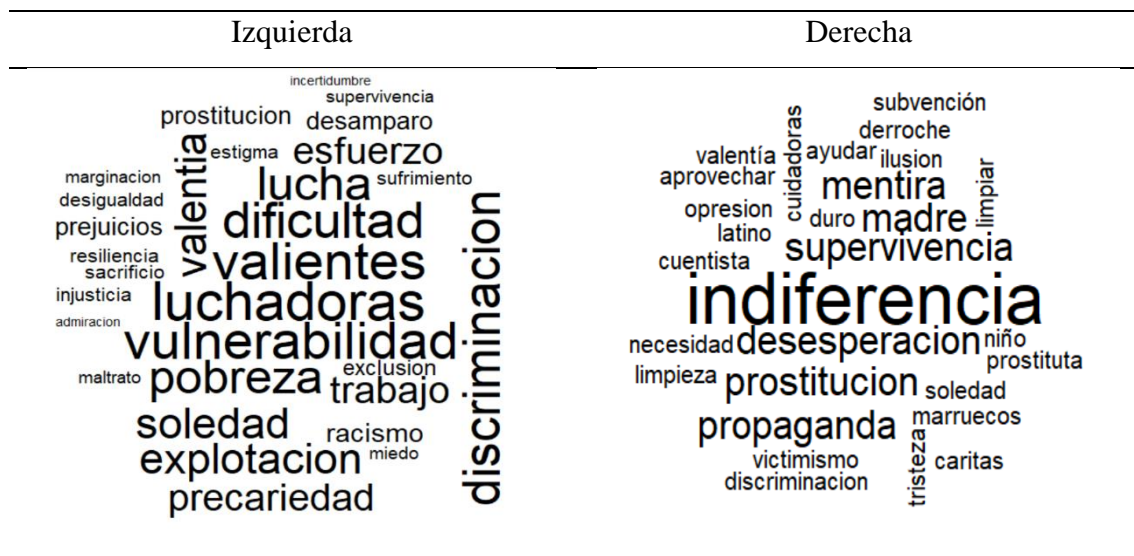 Izquierda
Derecha
incertidumbre
supervivencia
prostitucion
desamparo
valentia
estigma
esfuerzo
marginacion
lucha
sufrimiento
desigualdad
prejuicios
dificultad
discriminacion
resiliencia
valientes
sacrificio
injusticia
luchadoras
admiracion
vulnerabilidad
exclusion
maltrato
pobreza
trabajo
soledad
racismo
explotacion
miedo
precariedad
subvención
cuidadoras
derroche
valentía
ayudar
ilusion
aprovechar
mentira
limpiar
opresion
duro
madre
latino
supervivencia
cuentista
indiferencia
necesidad
desesperacion
niño
prostituta
limpieza
prostitucion
soledad
propaganda
marruecos
tristeza
victimismo
caritas
discriminacion